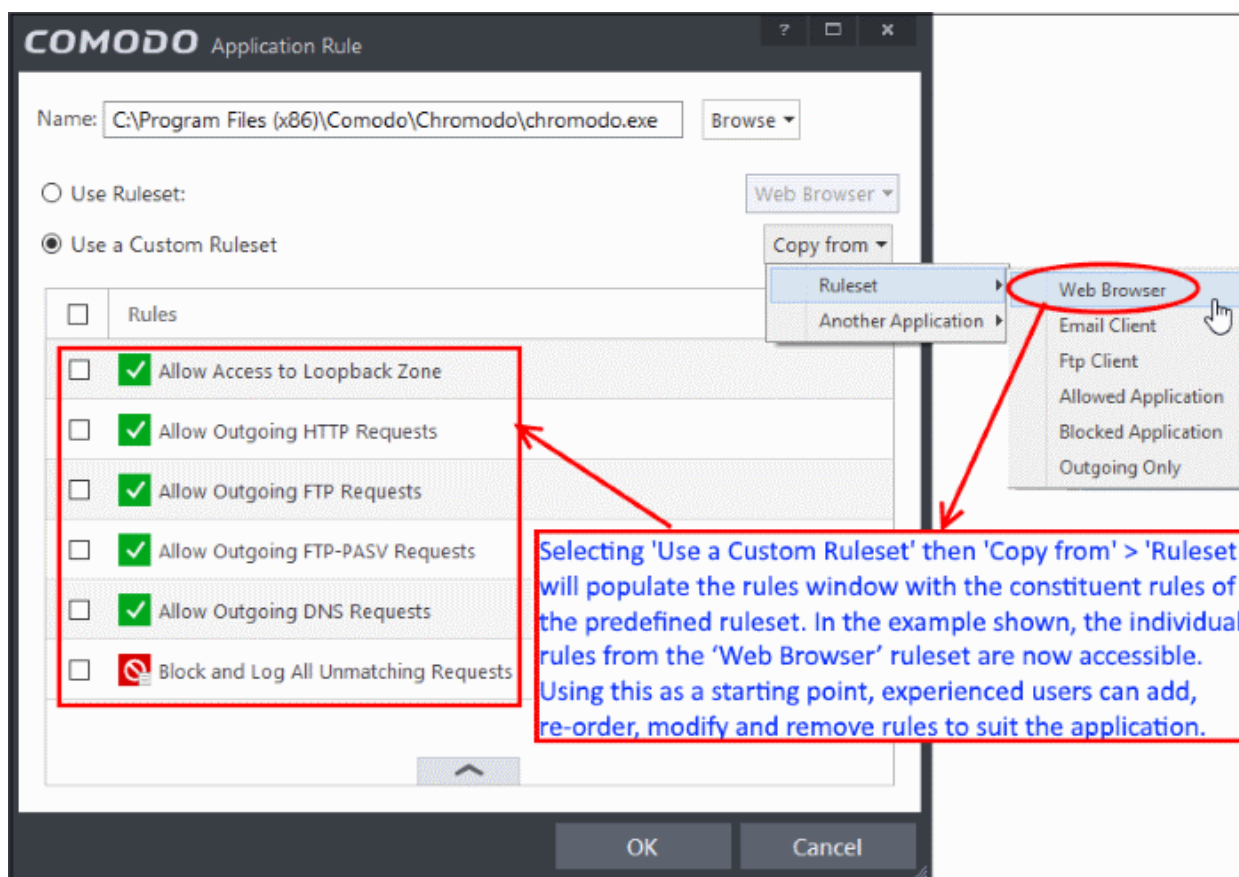 COMODO Application Rule
Name: C:\Program Files (x86)\Comodo\Chromodo\chromodo.exe Browse
Use Ruleset: Web Browser
Use a Custom Ruleset Copy from
Ruleset
Another Application
Web Browser
Email Client
Ftp Client
Allowed Application
Blocked Application
Outgoing Only
Rules
Allow Access to Loopback Zone
Allow Outgoing HTTP Requests
Allow Outgoing FTP Requests
Allow Outgoing FTP-PASV Requests
Allow Outgoing DNS Requests
Block and Log All Unmatching Requests
Selecting 'Use a Custom Ruleset' then 'Copy from' > 'Ruleset
will populate the rules window with the constituent rules of
the predefined ruleset. In the example shown, the individual
rules from the ‘Web Browser’ ruleset are now accessible.
Using this as a starting point, experienced users can add,
re-order, modify and remove rules to suit the application.
OK Cancel